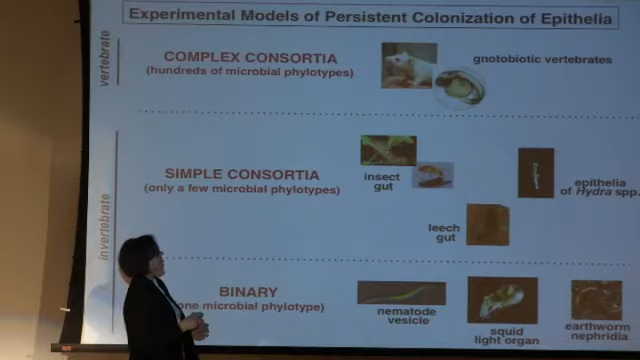 Experimental Models of Persistent Colonization of Epithelia
vertebrate
COMPLEX CONSORTIA
(hundreds of microbial phylotypes)
gnotobiotic vertebrates
invertebrate
SIMPLE CONSORTIA
(only a few microbial phylotypes)
insect
gut
leech
gut
epithelia
of Hydra spp.
BINARY
one microbial phylotype)
nematode
vesicle
squid
light organ
earthworm
nephridia